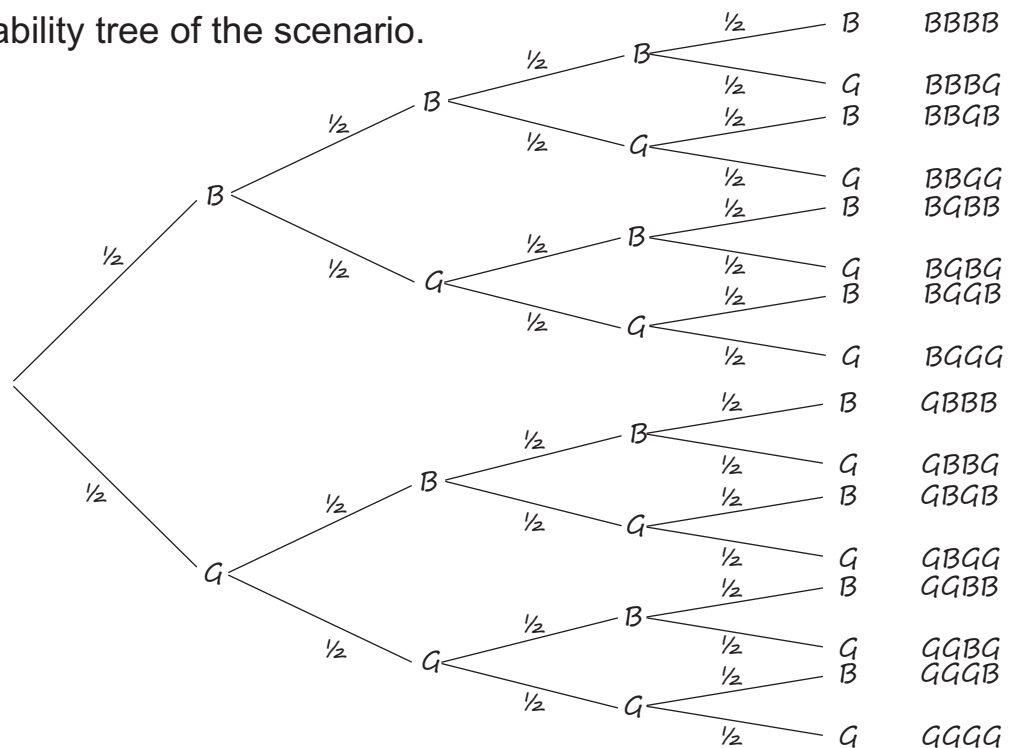 ability tree of the scenario.
½ B BBBB
½ B
B ½ G BBBG
½ ½ B BBGB
½ G
B ½ G BBGG
½ B BGBB
½ ½ B
½ G ½ G BGBG
½ B BGGB
½ G
½ G BGGG
½ B GBBB
½ B
½ B ½ G GBBG
½ ½ B GBGB
½ G
G ½ G GBGG
½ B GGBB
½ ½ B
G ½ G GGBG
½ ½ B GGGB
G
½ G GGGG